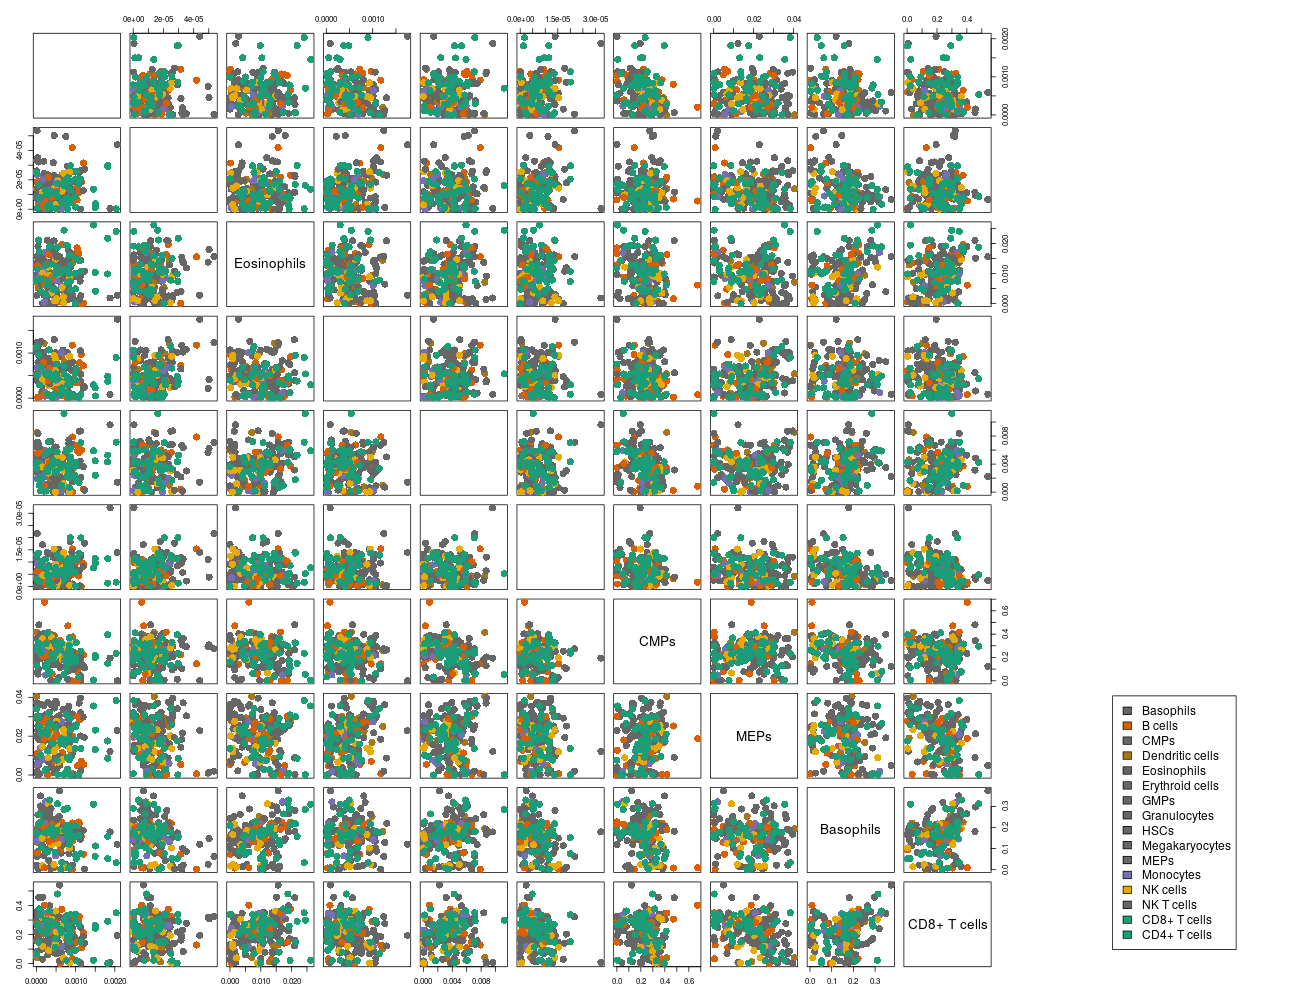 0e+00 2e-05 4e-05 0.0000 0.0010 0.0e+00 1.5e-05 3.0e-05 0.00 0.02 0.04 0.0 0.2 0.4
0.0000 0.0010 0.0020
0e+00 2e-05 4e-05
Eosinophils
0.000 0.010 0.020
0.0000 0.0010
0.000 0.004 0.008
0.0e+00 1.5e-05 3.0e-05
CMPs
0.0 0.2 0.4 0.6
0.00 0.02 0.04
MEPs
Basophils
0.0 0.1 0.2 0.3
0.0 0.2 0.4
CD8+ T cells
0.0000 0.0010 0.0020 0.000 0.010 0.020 0.000 0.004 0.008 0.0 0.2 0.4 0.6 0.0 0.1 0.2 0.3
Basophils
B cells
CMPs
Dendritic cells
Eosinophils
Erythroid cells
GMPs
Granulocytes
HSCs
Megakaryocytes
MEPs
Monocytes
NK cells
NK T cells
CD8+ T cells
CD4+ T cells